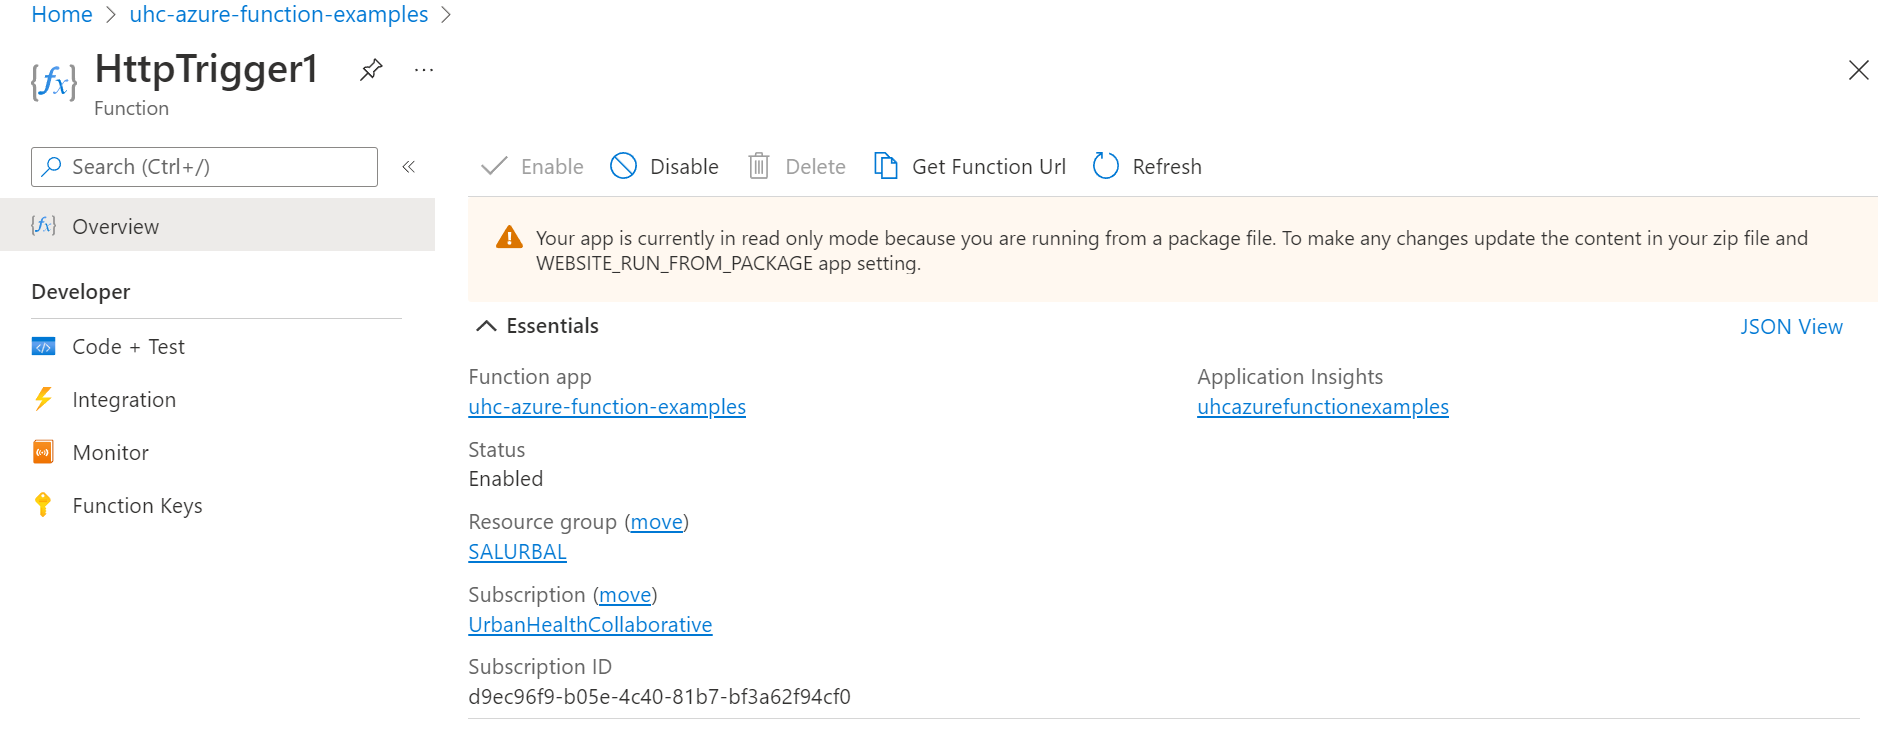 Home > uhc-azure-function-examples >
{fx} HttpTrigger1 ...
Function
Search (Ctrl+/) «
Enable Disable Delete Get Function Url Refresh
{fx} Overview
Your app is currently in read only mode because you are running from a package file. To make any changes update the content in your zip file and
WEBSITE_RUN_FROM_PACKAGE app setting.
Developer
Code + Test
Integration
Monitor
Function Keys
Essentials
JSON View
Function app
uhc-azure-function-examples
Application Insights
uhcazurefunctionexamples
Status
Enabled
Resource group (move)
SALURBAL
Subscription (move)
UrbanHealthCollaborative
Subscription ID
d9ec96f9-b05e-4c40-81b7-bf3a62f94cf0